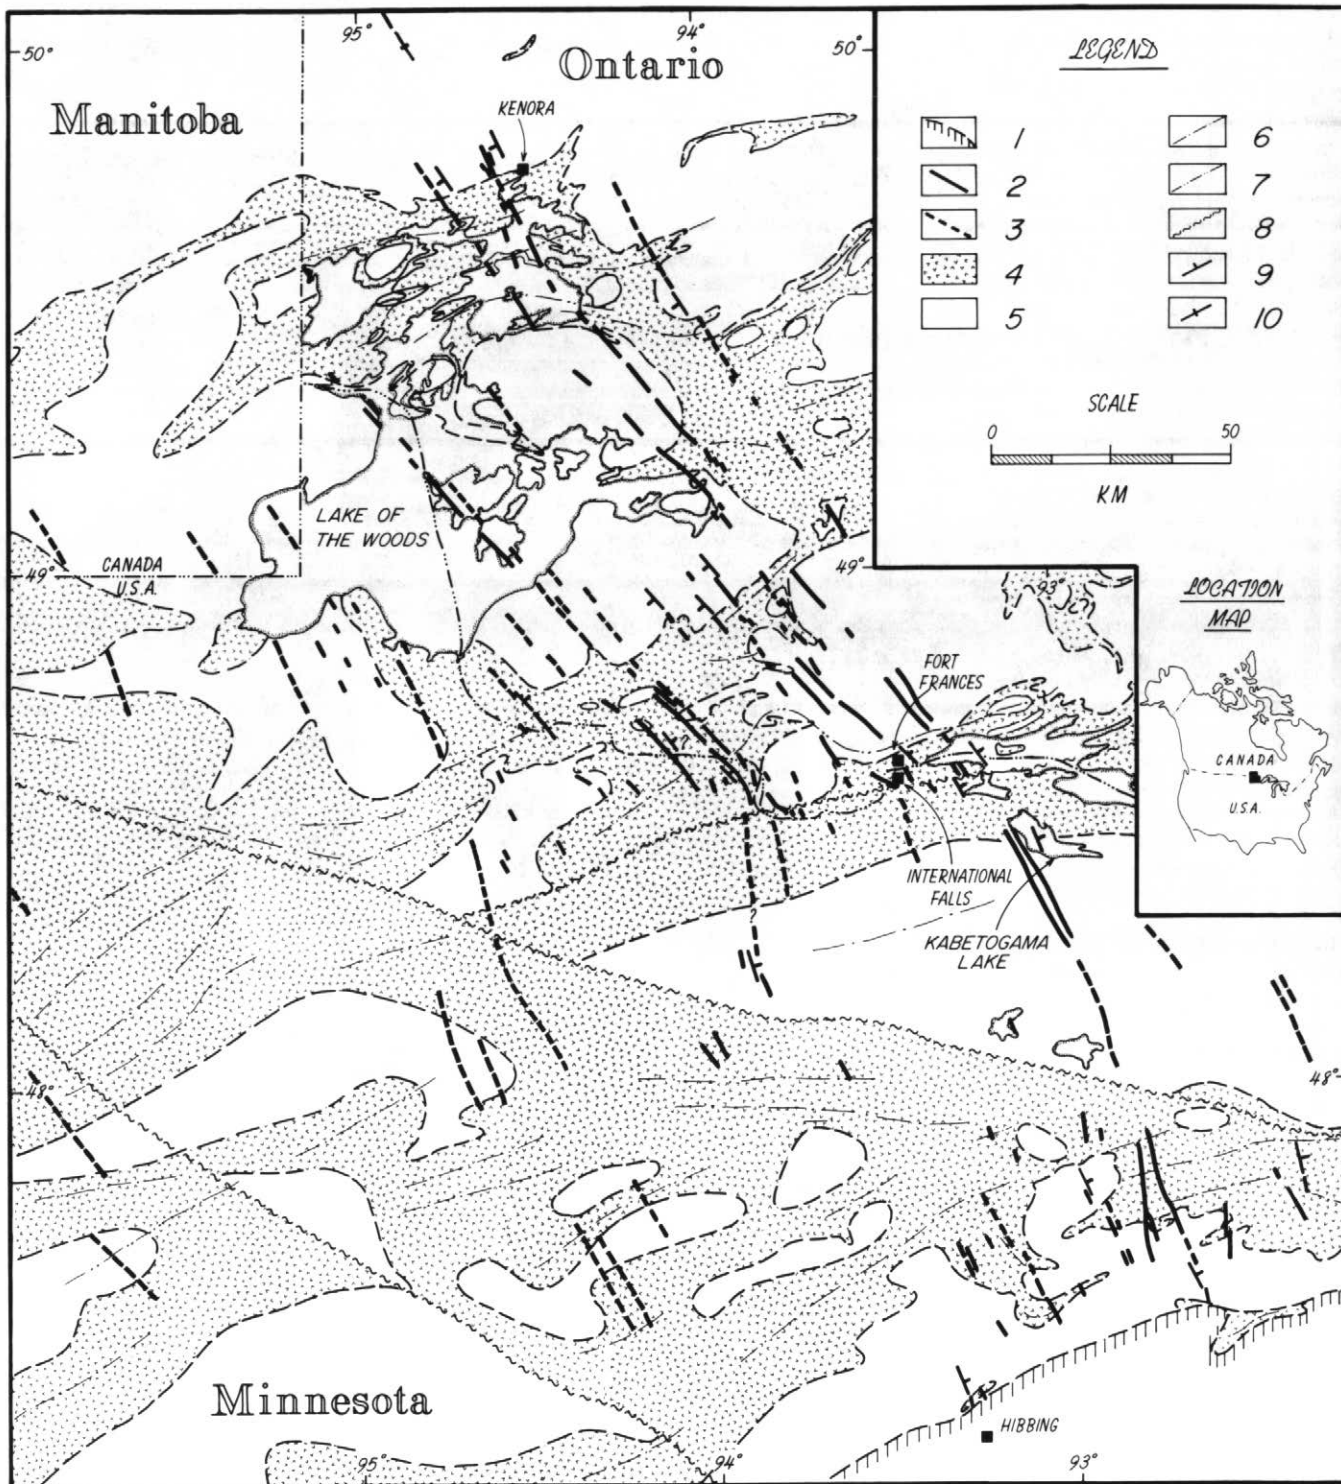 95°
94°
50°
50°
Ontario
Manitoba
KENORA
LEGEND
1
6
2
7
3
8
4
9
5
10
SCALE
0
50
KM
LAKE OF
THE WOODS
CANADA
U.S.A.
49°
49°
93°
LOCATION
MAP
FORT
FRANCES
CANADA
U.S.A.
INTERNATIONAL
FALLS
KABETOGAMA
LAKE
?
48°
48°
Minnesota
HIBBING
95°
94°
93°